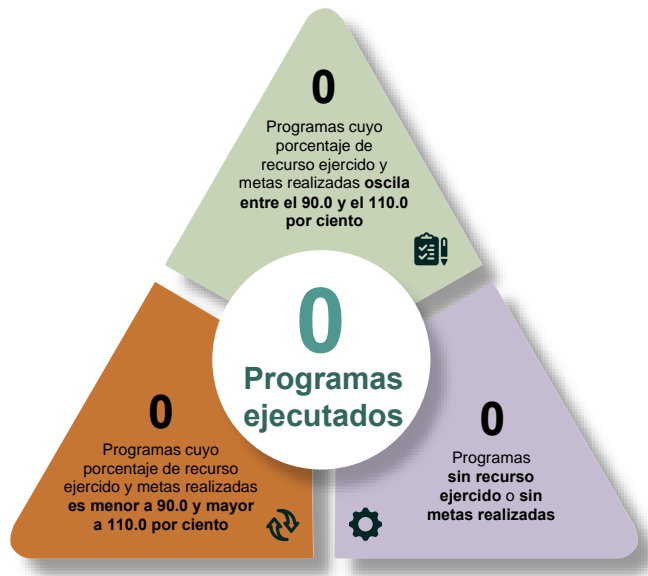 0
Programas cuyo
porcentaje de
recurso ejercido y
metas realizadas oscila
entre el 90.0 y el 110.0
por ciento
0
Programas
ejecutados
0
Programas cuyo
porcentaje de recurso
ejercido y metas realizadas
es menor a 90.0 y mayor
a 110.0 por ciento
0
Programas
sin recurso
ejercido o sin
metas realizadas